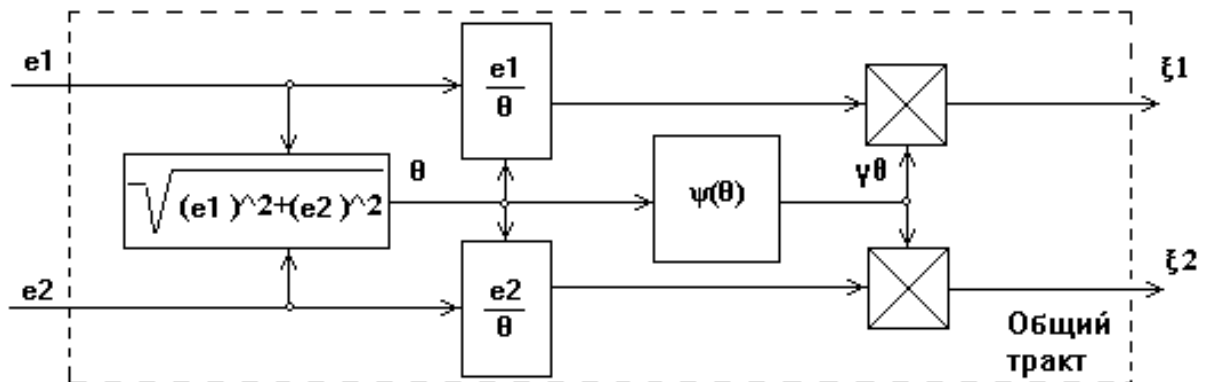 e1
e1
θ
ξ1
θ
√(e1)^2+(e2)^2
ψ(θ)
γθ
e2
e2
θ
ξ2
Общий
тракт